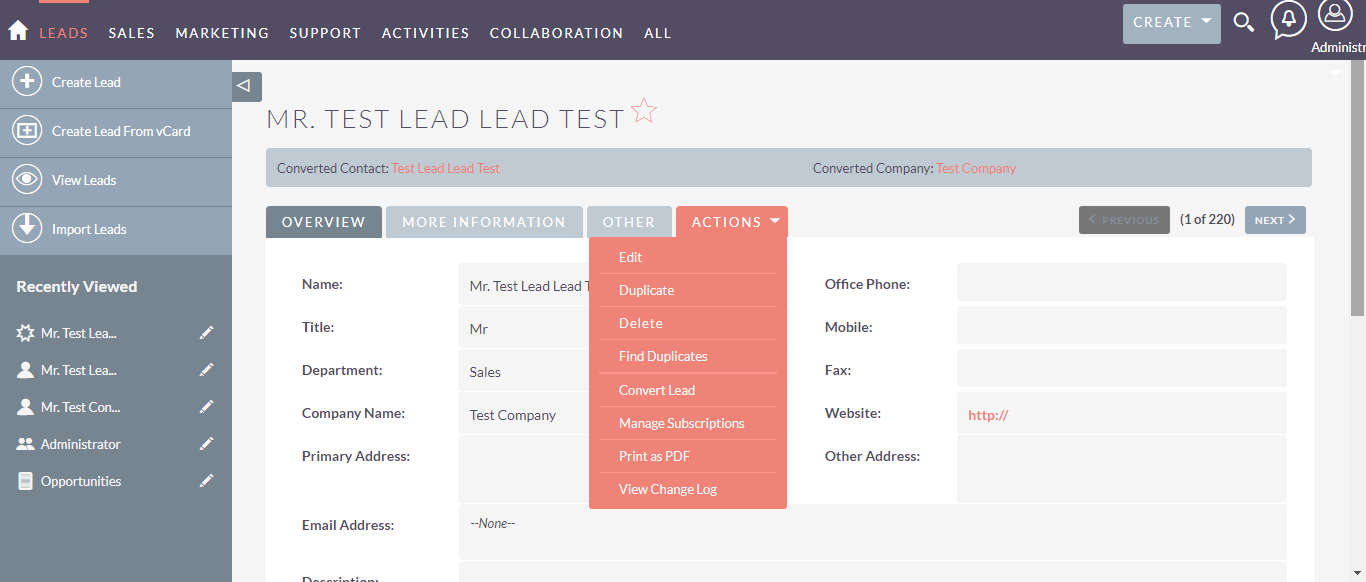 LEADS SALES MARKETING SUPPORT ACTIVITIES COLLABORATION ALL CREATE
Administr
Create Lead
Create Lead From vCard
View Leads
Import Leads
Recently Viewed
Mr. Test Lea...
Mr. Test Lea...
Mr. Test Con...
Administrator
Opportunities
MR. TEST LEAD LEAD TEST
Converted Contact: Test Lead Lead Test Converted Company: Test Company
OVERVIEW MORE INFORMATION OTHER ACTIONS PREVIOUS (1 of 220) NEXT
Edit
Duplicate
Delete
Find Duplicates
Convert Lead
Manage Subscriptions
Print as PDF
View Change Log
Name: Mr. Test Lead Lead T Office Phone:
Title: Mr Mobile:
Department: Sales Fax:
Company Name: Test Company Website: http://
Primary Address: Other Address:
Email Address: --None--
Description: